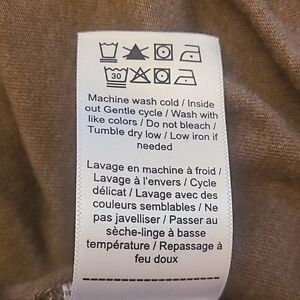 30
Machine wash cold / Inside
out Gentle cycle / Wash with
like colors / Do not bleach /
Tumble dry low / Low iron if
needed
Lavage en machine à froid /
Lavage à l'envers / Cycle
délicat / Lavage avec des
couleurs semblables / Ne
pas javelliser / Passer au
sèche-linge à basse
température / Repassage à
feu doux